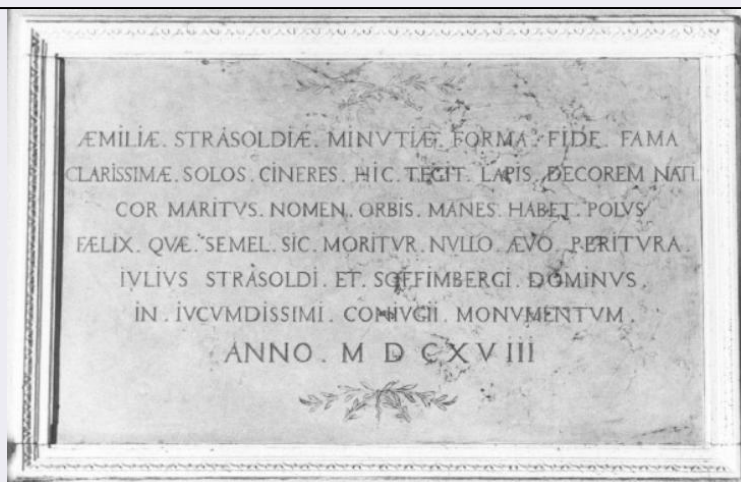 ÆMILIÆ. STRASOLDIÆ. MINVTIÆ. FORMA. FIDE. FAMA
CLARISSIMÆ. SOLOS. CINERES. HIC. TEGIT. LAPIS. DECOREM NATI
COR MARITVS. NOMEN. ORBIS. MANES. HABET. POLVS
FÆLIX. QVÆ. SEMEL. SIC. MORITVR. NVLLO. ÆVO. PERITVRA.
IVLIVS STRASOLDI. ET. SOFFIMBERGI. DOMINVS.
IN. IVCVMDISSIMI. CONIVGII. MONVMENTVM.
ANNO. M D C X V III